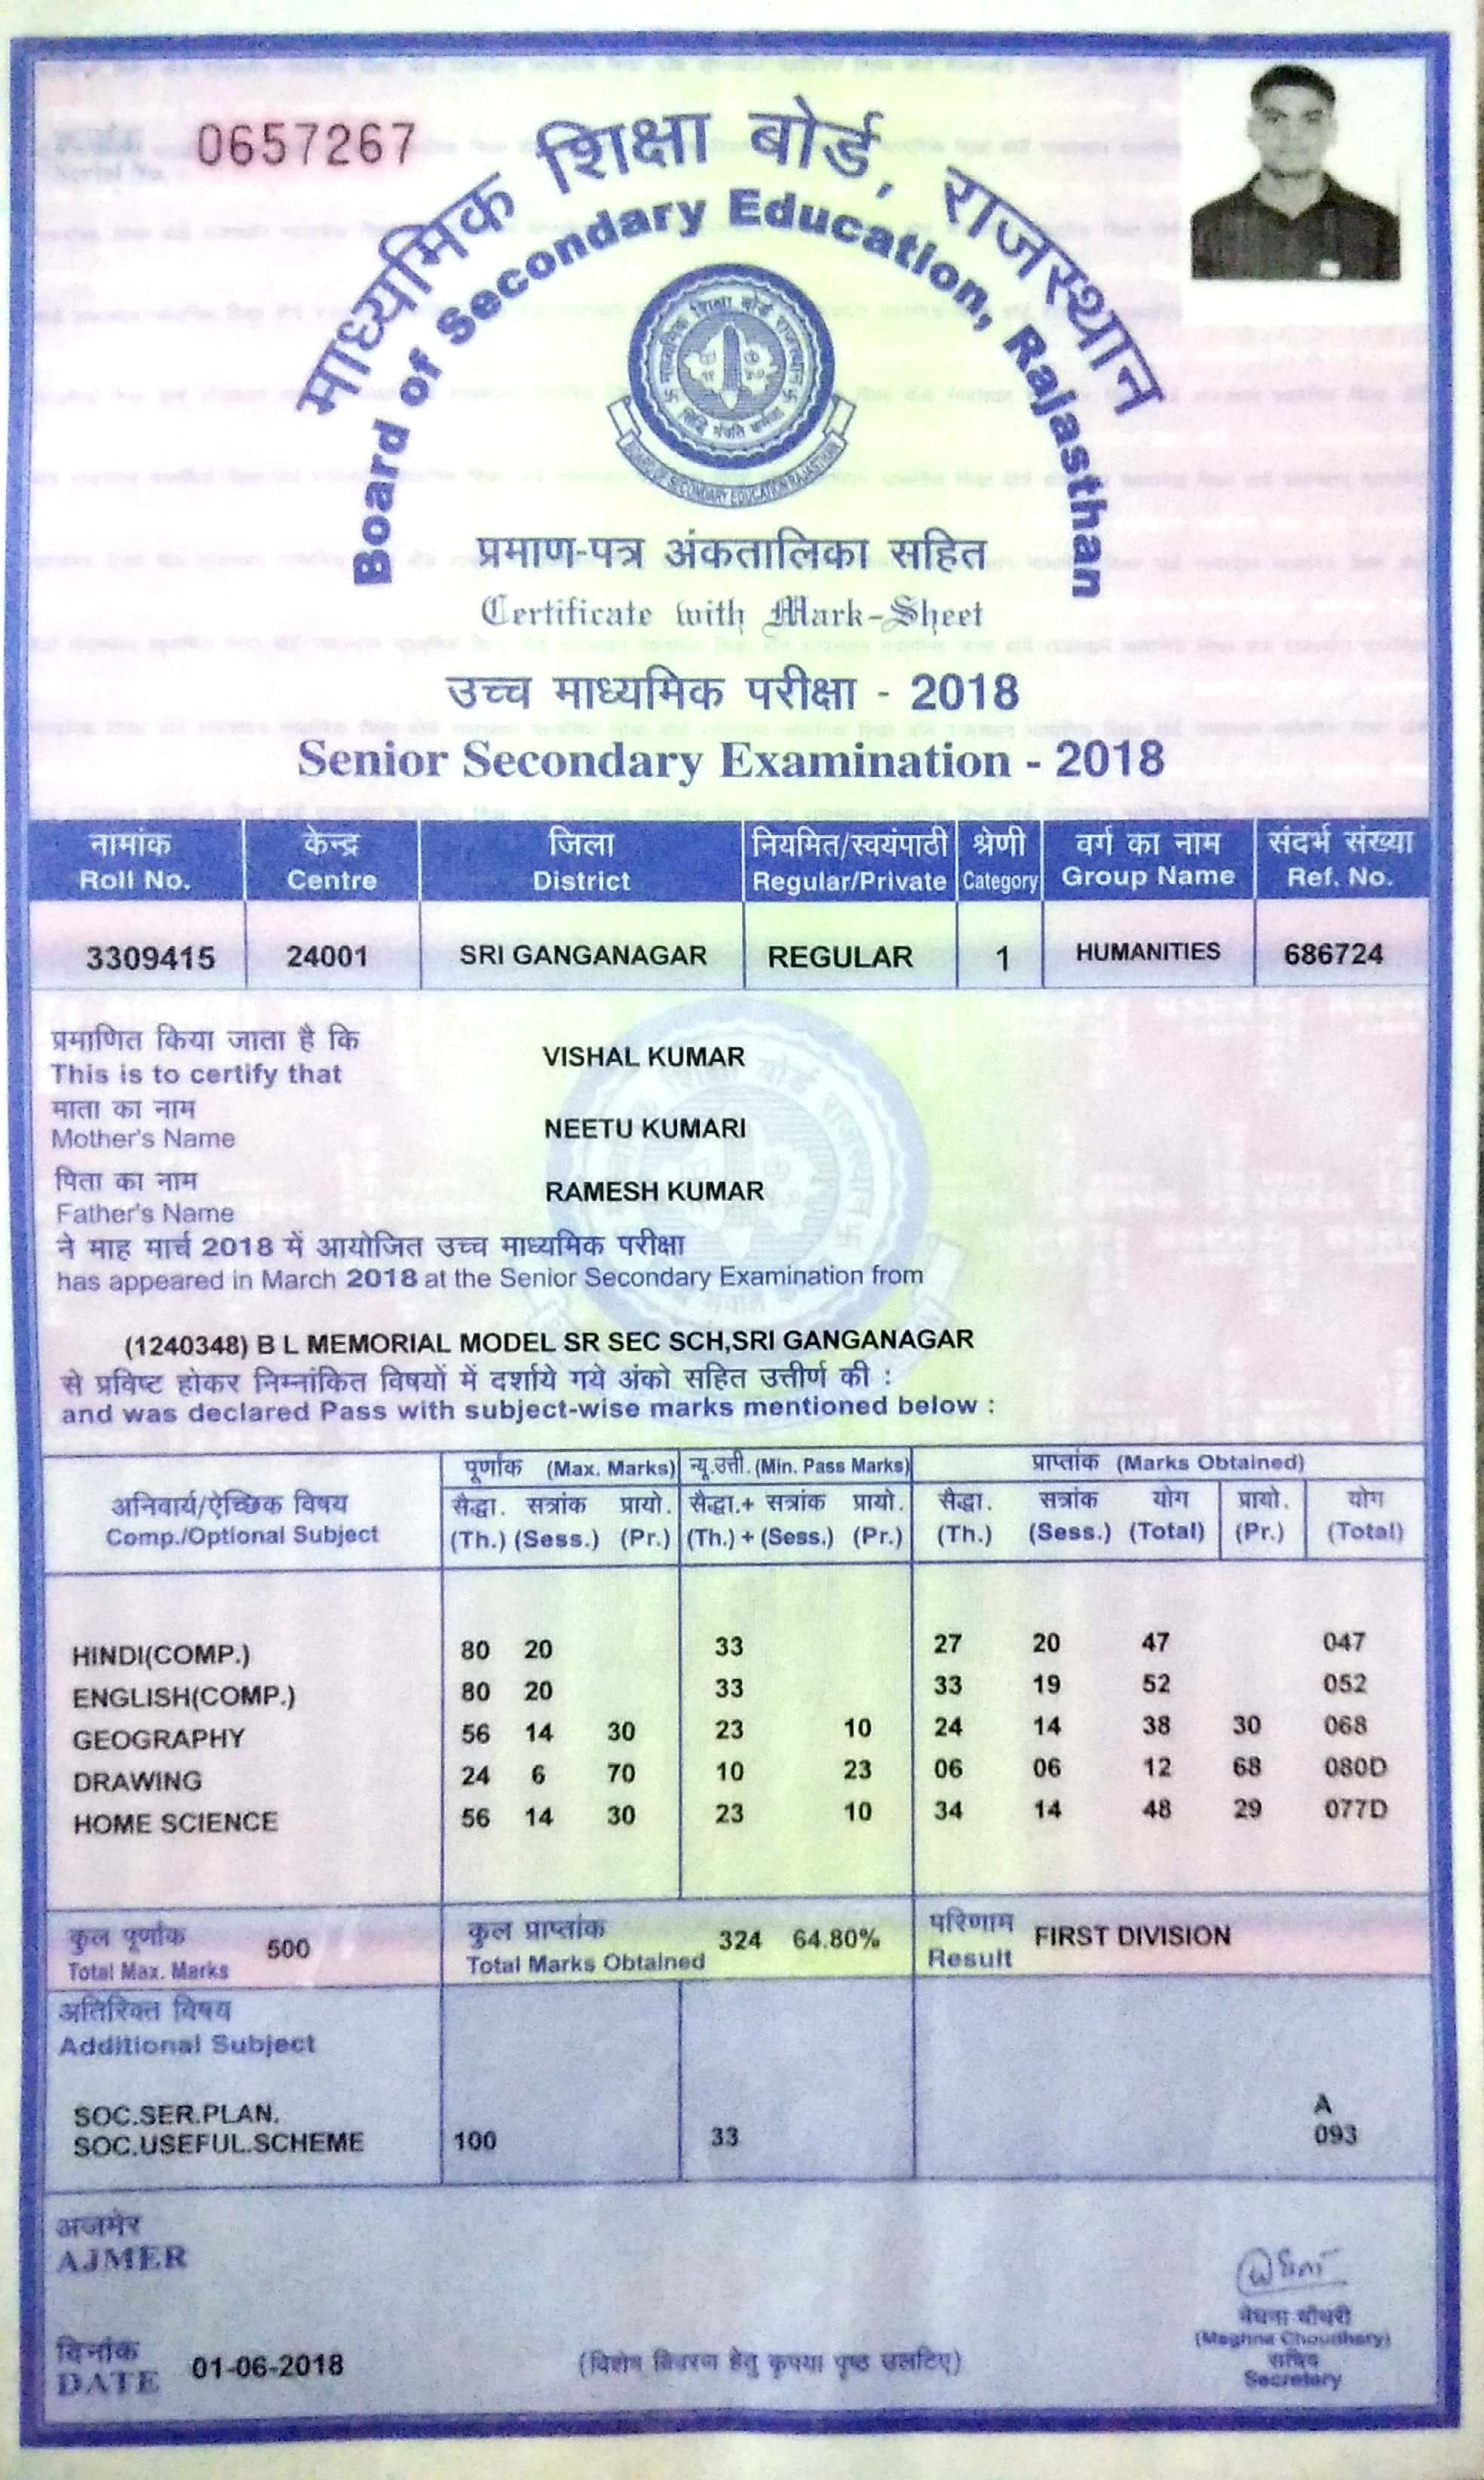 क्रमांक
Serial No.
0657267
माध्यमिक शिक्षा बोर्ड, राजस्थान
Board of Secondary Education, Rajasthan
माध्यमिक शिक्षा बोर्ड राजस्थान
BOARD OF SECONDARY EDUCATION RAJASTHAN
प्रमाण-पत्र अंकतालिका सहित
Certificate with Mark-Sheet
उच्च माध्यमिक परीक्षा - 2018
Senior Secondary Examination - 2018
नामांक केन्द्र जिला नियमित/स्वयंपाठी श्रेणी वर्ग का नाम संदर्भ संख्या
Roll No. Centre District Regular/Private Category Group Name Ref. No.
3309415 24001 SRI GANGANAGAR REGULAR 1 HUMANITIES 686724
प्रमाणित किया जाता है कि
This is to certify that VISHAL KUMAR
माता का नाम
Mother's Name NEETU KUMARI
पिता का नाम
Father's Name RAMESH KUMAR
ने माह मार्च 2018 में आयोजित उच्च माध्यमिक परीक्षा
has appeared in March 2018 at the Senior Secondary Examination from
(1240348) B L MEMORIAL MODEL SR SEC SCH,SRI GANGANAGAR
से प्रविष्ट होकर निम्नांकित विषयों में दर्शाये गये अंको सहित उत्तीर्ण की :
and was declared Pass with subject-wise marks mentioned below :
पूर्णांक (Max. Marks) न्यू.उत्ती. (Min. Pass Marks) प्राप्तांक (Marks Obtained)
अनिवार्य/ऐच्छिक विषय सैद्धा. सत्रांक प्रायो. सैद्धा.+ सत्रांक प्रायो. सैद्धा. सत्रांक योग प्रायो. योग
Comp./Optional Subject (Th.) (Sess.) (Pr.) (Th.) + (Sess.) (Pr.) (Th.) (Sess.) (Total) (Pr.) (Total)
HINDI(COMP.) 80 20 33 27 20 47 047
ENGLISH(COMP.) 80 20 33 33 19 52 052
GEOGRAPHY 56 14 30 23 10 24 14 38 30 068
DRAWING 24 6 70 10 23 06 06 12 68 080D
HOME SCIENCE 56 14 30 23 10 34 14 48 29 077D
कुल पूर्णांक कुल प्राप्तांक परिणाम
Total Max. Marks 500 Total Marks Obtained 324 64.80% Result FIRST DIVISION
अतिरिक्त विषय
Additional Subject
SOC.SER.PLAN. A
SOC.USEFUL.SCHEME 100 33 093
अजमेर
AJMER
मेघना चौधरी
(Meghna Choudhary)
सचिव
Secretary
दिनांक
DATE 01-06-2018
(विशेष विवरण हेतु कृपया पृष्ठ उलटिए)